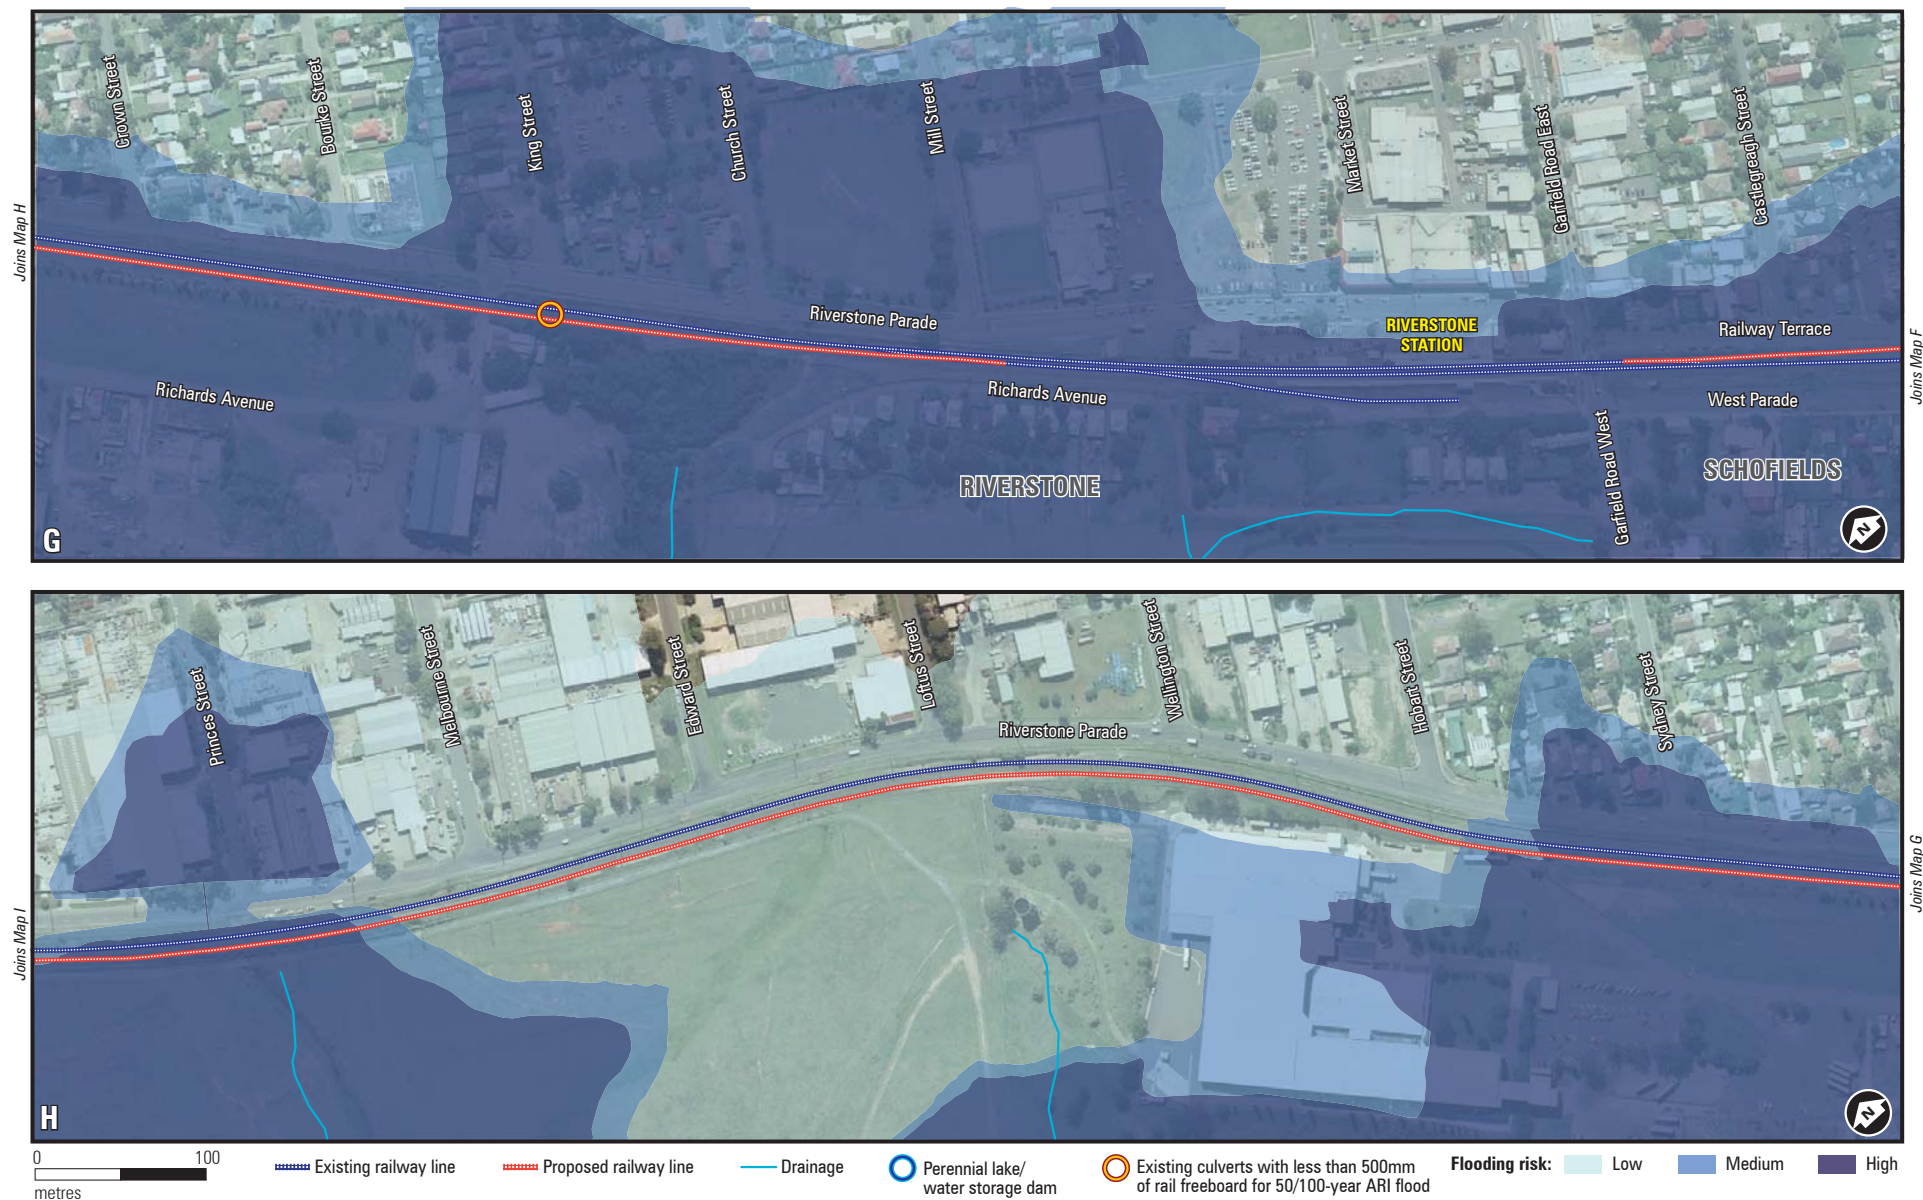 Crown Street
Bourke Street
King Street
Church Street
Mill Street
Market Street
Garfield Road East
Castlegreagh Street
Joins Map H
Riverstone Parade
RIVERSTONE
STATION
Railway Terrace
Joins Map F
Richards Avenue
Richards Avenue
West Parade
Garfield Road West
RIVERSTONE
SCHOFIELDS
G
N
Princes Street
Melbourne Street
Edward Street
Loftus Street
Wellington Street
Hobart Street
Sydney Street
Riverstone Parade
Joins Map I
Joins Map G
H
N
0 100
metres
Existing railway line
Proposed railway line
Drainage
Perennial lake/
water storage dam
Existing culverts with less than 500mm
of rail freeboard for 50/100-year ARI flood
Flooding risk: Low Medium High